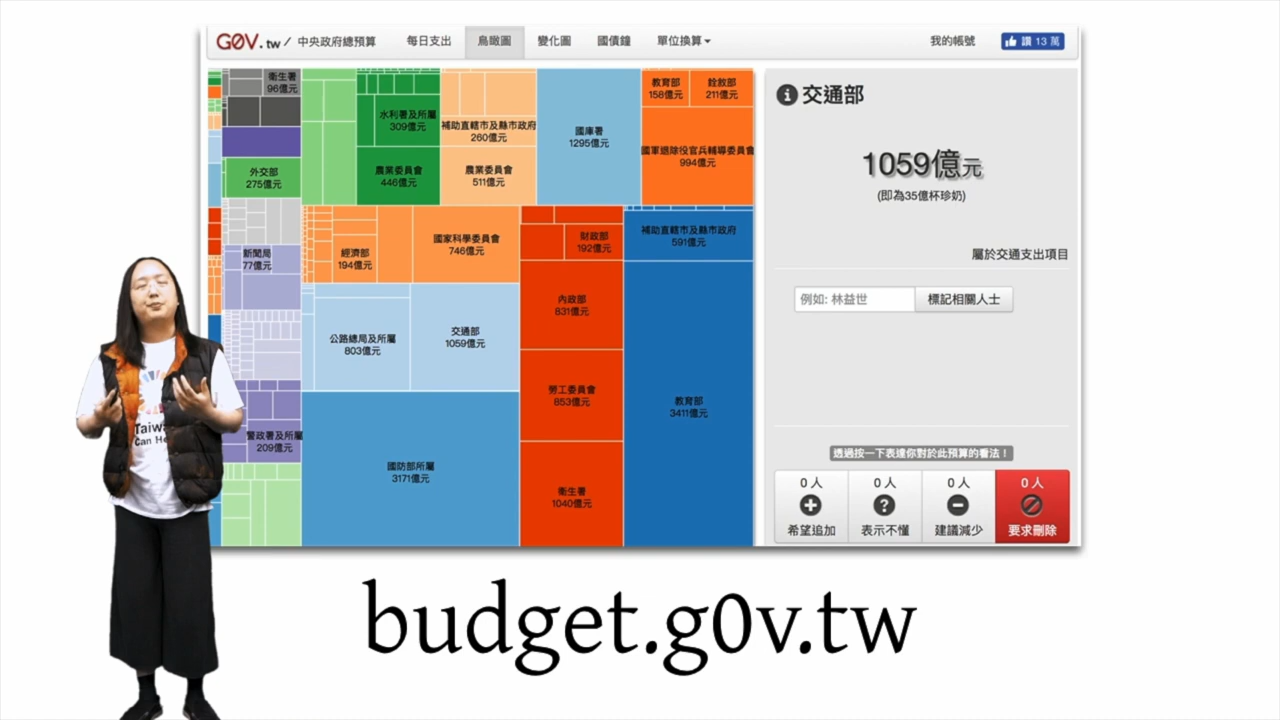 G0V.tw / 中央政府總預算
每日支出
鳥瞰圖
變化圖
國債鐘
單位換算
我的帳號
讚 13 萬
衛生署
96億元
外交部
275億元
新聞局
77億元
警政署及所屬
209億元
水利署及所屬
309億元
農業委員會
446億元
補助直轄市及縣市政府
260億元
農業委員會
511億元
國庫署
1295億元
教育部
158億元
銓敘部
211億元
國軍退除役官兵輔導委員會
994億元
經濟部
194億元
國家科學委員會
746億元
財政部
192億元
補助直轄市及縣市政府
591億元
公路總局及所屬
803億元
交通部
1059億元
內政部
831億元
勞工委員會
853億元
教育部
3411億元
國防部所屬
3171億元
衛生署
1040億元
交通部
1059億元
(即為35億杯珍奶)
屬於交通支出項目
例如: 林益世
標記相關人士
透過按一下表達你對於此預算的看法！
0 人
希望追加
0 人
表示不懂
0 人
建議減少
0 人
要求刪除
Taiwan
Can He
budget.g0v.tw